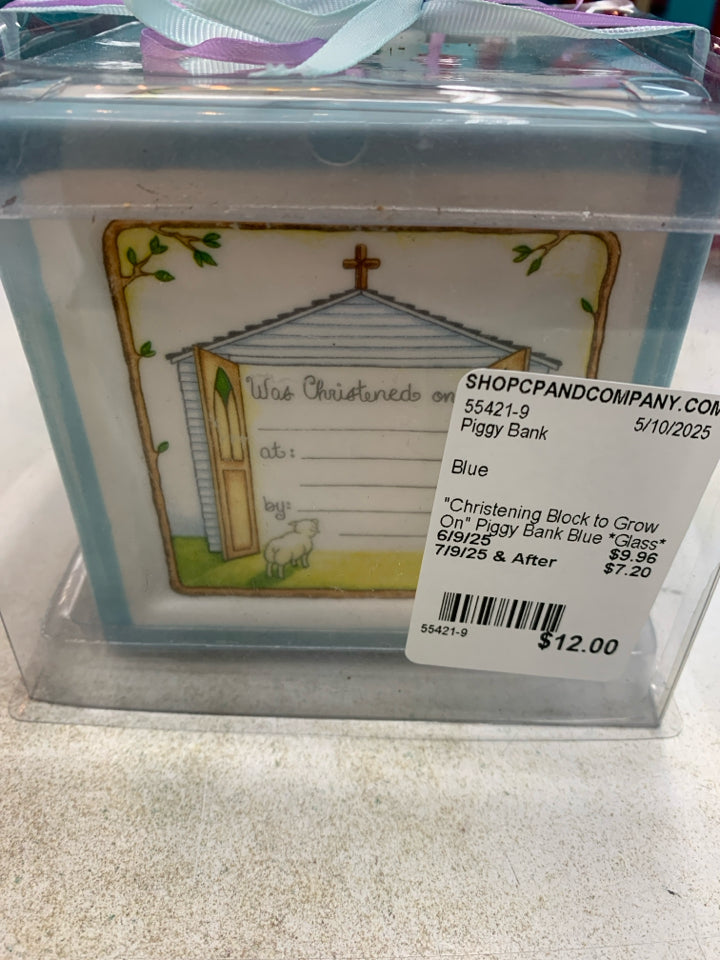 Was Christened on
at:
by:
SHOPCPANDCOMPANY.COM
55421-9
5/10/2025
Piggy Bank
Blue
"Christening Block to Grow
On" Piggy Bank Blue *Glass*
6/9/25 $9.96
7/9/25 & After $7.20
55421-9
$12.00